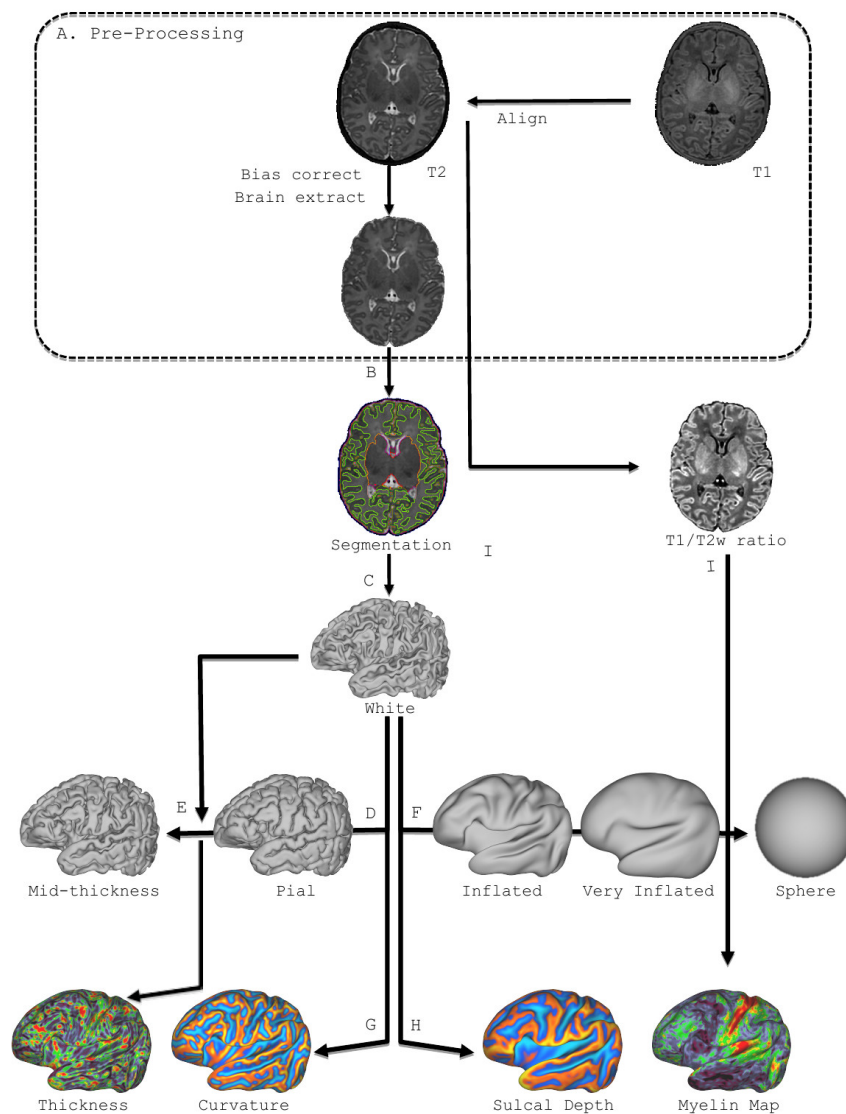 A. Pre-Processing
Align
Bias correct
Brain extract
T2
T1
B
Segmentation
I
T1/T2w ratio
I
C
White
E
D
F
Mid-thickness
Pial
Inflated
Very Inflated
Sphere
G
H
Thickness
Curvature
Sulcal Depth
Myelin Map